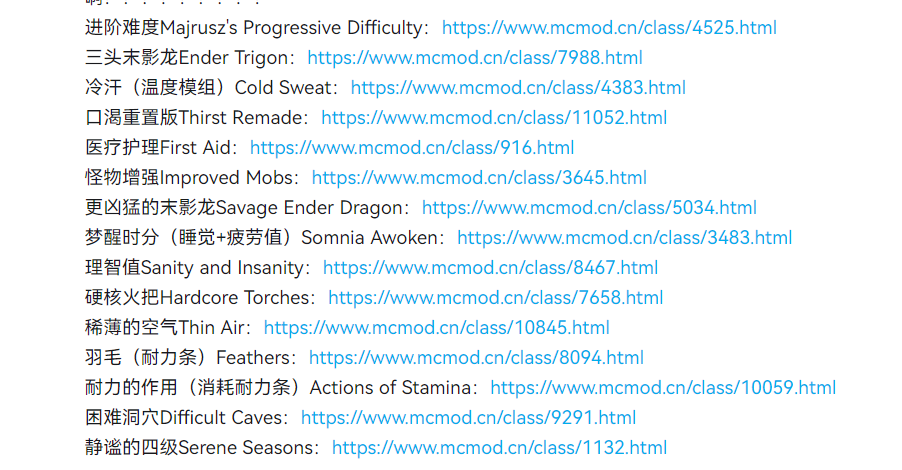 进阶难度Majrusz's Progressive Difficulty：https://www.mcmod.cn/class/4525.html
三头末影龙Ender Trigon：https://www.mcmod.cn/class/7988.html
冷汗（温度模组）Cold Sweat：https://www.mcmod.cn/class/4383.html
口渴重置版Thirst Remade：https://www.mcmod.cn/class/11052.html
医疗护理First Aid：https://www.mcmod.cn/class/916.html
怪物增强Improved Mobs：https://www.mcmod.cn/class/3645.html
更凶猛的末影龙Savage Ender Dragon：https://www.mcmod.cn/class/5034.html
梦醒时分（睡觉+疲劳值）Somnia Awoken：https://www.mcmod.cn/class/3483.html
理智值Sanity and Insanity：https://www.mcmod.cn/class/8467.html
硬核火把Hardcore Torches：https://www.mcmod.cn/class/7658.html
稀薄的空气Thin Air：https://www.mcmod.cn/class/10845.html
羽毛（耐力条）Feathers：https://www.mcmod.cn/class/8094.html
耐力的作用（消耗耐力条）Actions of Stamina：https://www.mcmod.cn/class/10059.html
困难洞穴Difficult Caves：https://www.mcmod.cn/class/9291.html
静谧的四级Serene Seasons：https://www.mcmod.cn/class/1132.html